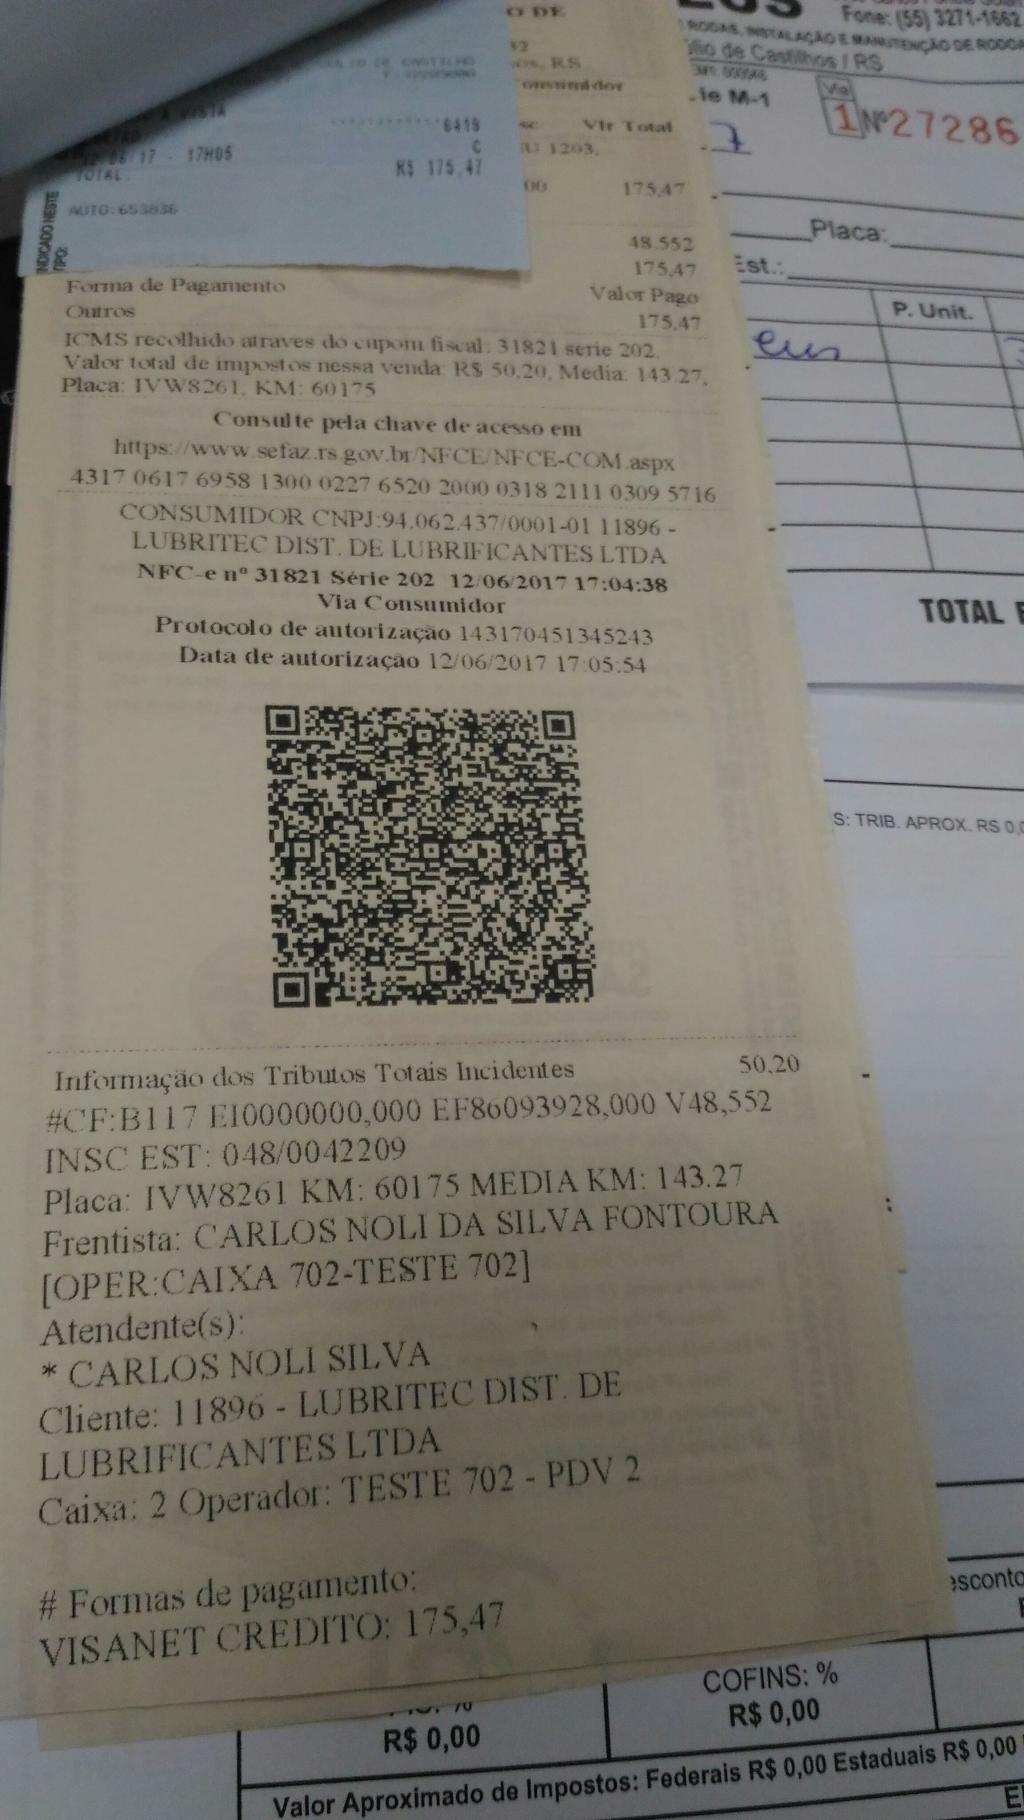 O DE
, RS
Consumidor
Vlr Total
U 1203,
00 175,47
6419
C
17 - 17H05
TOTAL: R$ 175,47
AUTO: 653836
INDICADO NESTE
TIPO:
48,552
175,47
Forma de Pagamento Valor Pago
Outros 175,47
ICMS recolhido atraves do cupom fiscal: 31821 serie 202.
Valor total de impostos nessa venda: R$ 50,20, Media: 143.27,
Placa: IVW8261, KM: 60175
Consulte pela chave de acesso em
https://www.sefaz.rs.gov.br/NFCE/NFCE-COM.aspx
4317 0617 6958 1300 0227 6520 2000 0318 2111 0309 5716
CONSUMIDOR CNPJ:94.062.437/0001-01 11896 -
LUBRITEC DIST. DE LUBRIFICANTES LTDA
NFC-e nº 31821 Série 202 12/06/2017 17:04:38
Via Consumidor
Protocolo de autorização 143170451345243
Data de autorização 12/06/2017 17:05:54
Informação dos Tributos Totais Incidentes 50,20
#CF:B117 EI0000000,000 EF86093928,000 V48,552
INSC EST: 048/0042209
Placa: IVW8261 KM: 60175 MEDIA KM: 143.27
Frentista: CARLOS NOLI DA SILVA FONTOURA
[OPER:CAIXA 702-TESTE 702]
Atendente(s):
* CARLOS NOLI SILVA
Cliente: 11896 - LUBRITEC DIST. DE
LUBRIFICANTES LTDA
Caixa: 2 Operador: TESTE 702 - PDV 2
# Formas de pagamento:
VISANET CREDITO: 175,47
Fone: (55) 3271-1662
RODAS, INSTALAÇÃO E MANUTENÇÃO DE RODOA
de Castilhos / RS
ie M-1
Via
1 Nº 27286
7
Placa:
Est.:
P. Unit.
TOTAL
S: TRIB. APROX. RS 0,0
esconto
COFINS: %
R$ 0,00 R$ 0,00
Valor Aproximado de Impostos: Federais R$ 0,00 Estaduais R$ 0,00